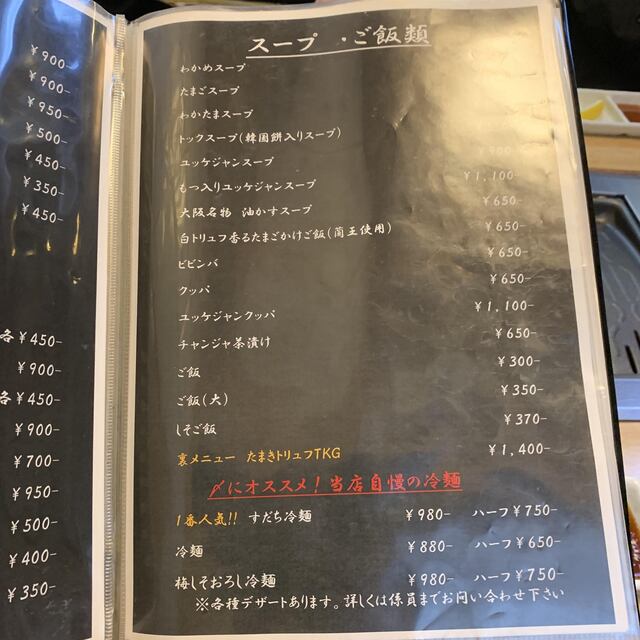 ¥900-
¥900-
¥950-
¥500-
¥450-
¥350-
¥450-
各¥450-
¥900-
各¥450-
¥900-
¥700-
¥950-
¥500-
¥400-
¥350-
スープ ・ご飯類
わかめスープ
たまごスープ
わかたまスープ
トックスープ(韓国餅入りスープ)
ユッケジャンスープ ¥900-
もつ入りユッケジャンスープ ¥1,100-
大阪名物 油かすスープ ¥650-
白トリュフ香るたまごかけご飯(蘭王使用) ¥650-
ビビンバ ¥650-
クッパ ¥650-
ユッケジャンクッパ ¥1,100-
チャンジャ茶漬け ¥650-
ご飯 ¥300-
ご飯(大) ¥350-
しそご飯 ¥370-
裏メニュー たまきトリュフTKG ¥1,400-
〆にオススメ!当店自慢の冷麺
1番人気!! すだち冷麺 ¥980- ハーフ¥750-
冷麺 ¥880- ハーフ¥650-
梅しそおろし冷麺 ¥980- ハーフ¥750-
※各種デザートあります。詳しくは係員までお問い合わせ下さい